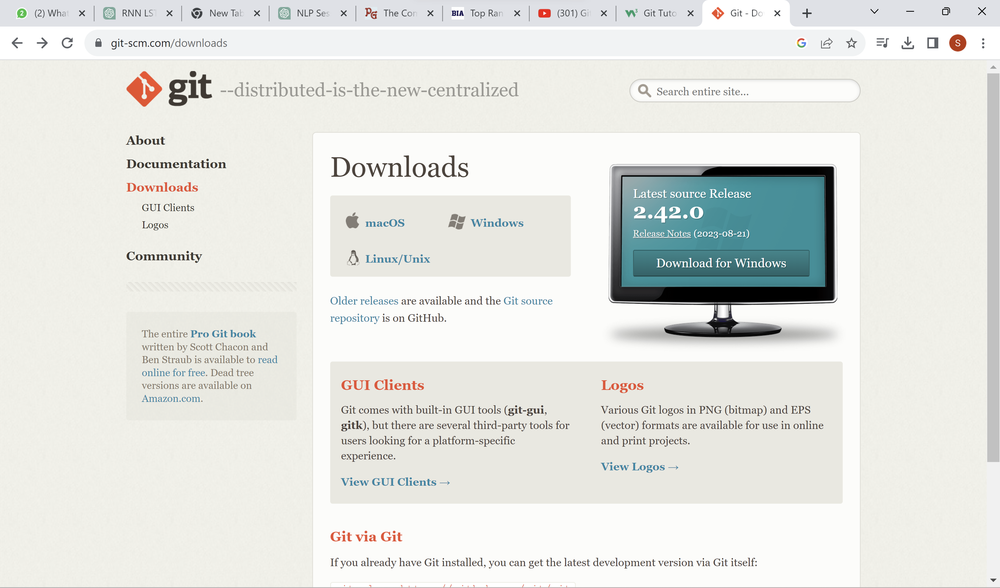 2 (2) What
RNN LST
New Tab
NLP Ses
PG The Con
BIA Top Ran
(301) Git
W3 Git Tuto
Git - Do
git-scm.com/downloads
S
git --distributed-is-the-new-centralized
Search entire site...
About
Documentation
Downloads
GUI Clients
Logos
Community
The entire Pro Git book
written by Scott Chacon and
Ben Straub is available to read
online for free. Dead tree
versions are available on
Amazon.com.
Downloads
macOS
Windows
Linux/Unix
Older releases are available and the Git source
repository is on GitHub.
Latest source Release
2.42.0
Release Notes (2023-08-21)
Download for Windows
GUI Clients
Git comes with built-in GUI tools (git-gui,
gitk), but there are several third-party tools for
users looking for a platform-specific
experience.
View GUI Clients →
Logos
Various Git logos in PNG (bitmap) and EPS
(vector) formats are available for use in online
and print projects.
View Logos →
Git via Git
If you already have Git installed, you can get the latest development version via Git itself: